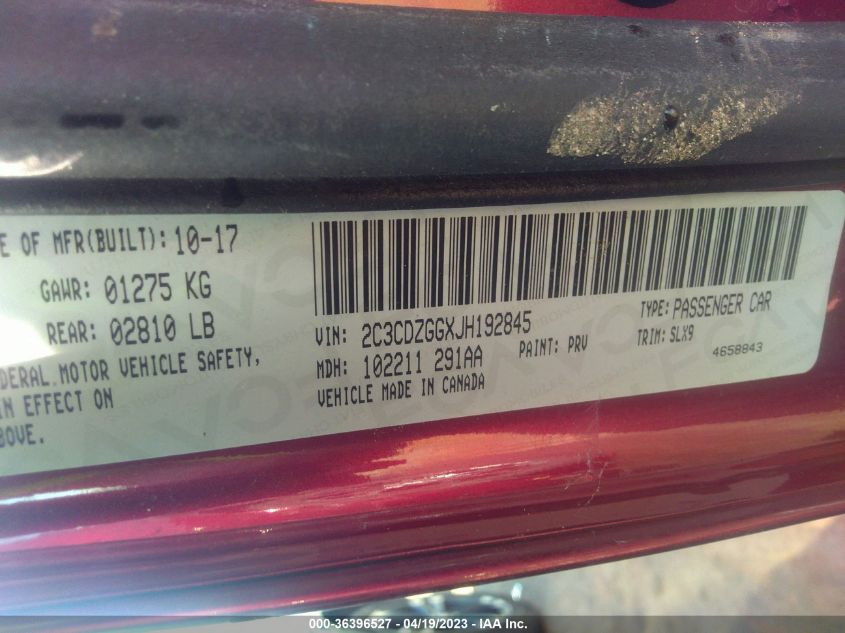 E OF MFR(BUILT): 10-17
GAWR: 01275 KG
REAR: 02810 LB
DERAL MOTOR VEHICLE SAFETY,
IN EFFECT ON
BOVE.
VIN: 2C3CDZGGXJH192845
TYPE: PASSENGER CAR
MDH: 102211 291AA
PAINT: PRV
TRIM: SLX9
VEHICLE MADE IN CANADA
4658843
000-36396527 - 04/19/2023 - IAA Inc.